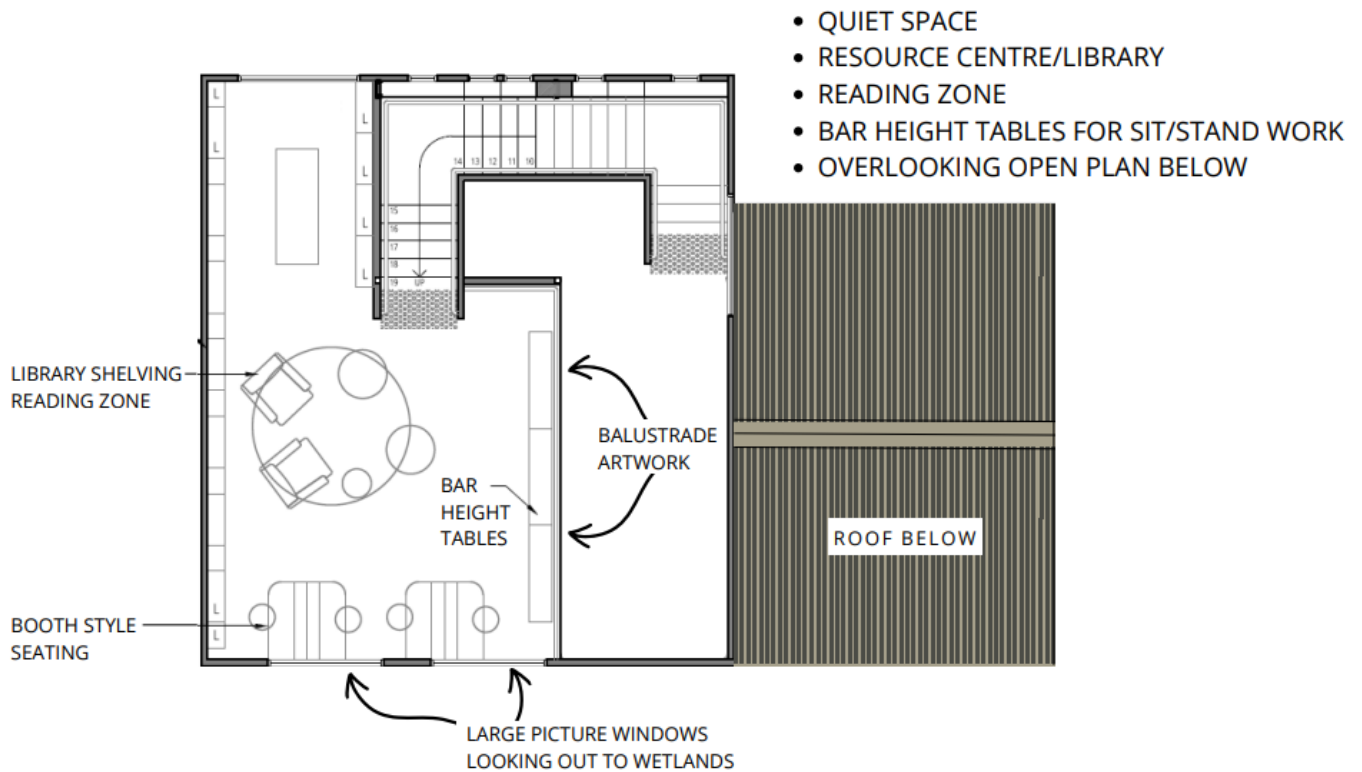 • QUIET SPACE
• RESOURCE CENTRE/LIBRARY
• READING ZONE
• BAR HEIGHT TABLES FOR SIT/STAND WORK
• OVERLOOKING OPEN PLAN BELOW
L
L
L
L
L
L
14 13 12 11 10
15
16
17
18
19 UP
LIBRARY SHELVING
READING ZONE
BALUSTRADE
ARTWORK
BAR
HEIGHT
TABLES
ROOF BELOW
L
L
BOOTH STYLE
SEATING
LARGE PICTURE WINDOWS
LOOKING OUT TO WETLANDS